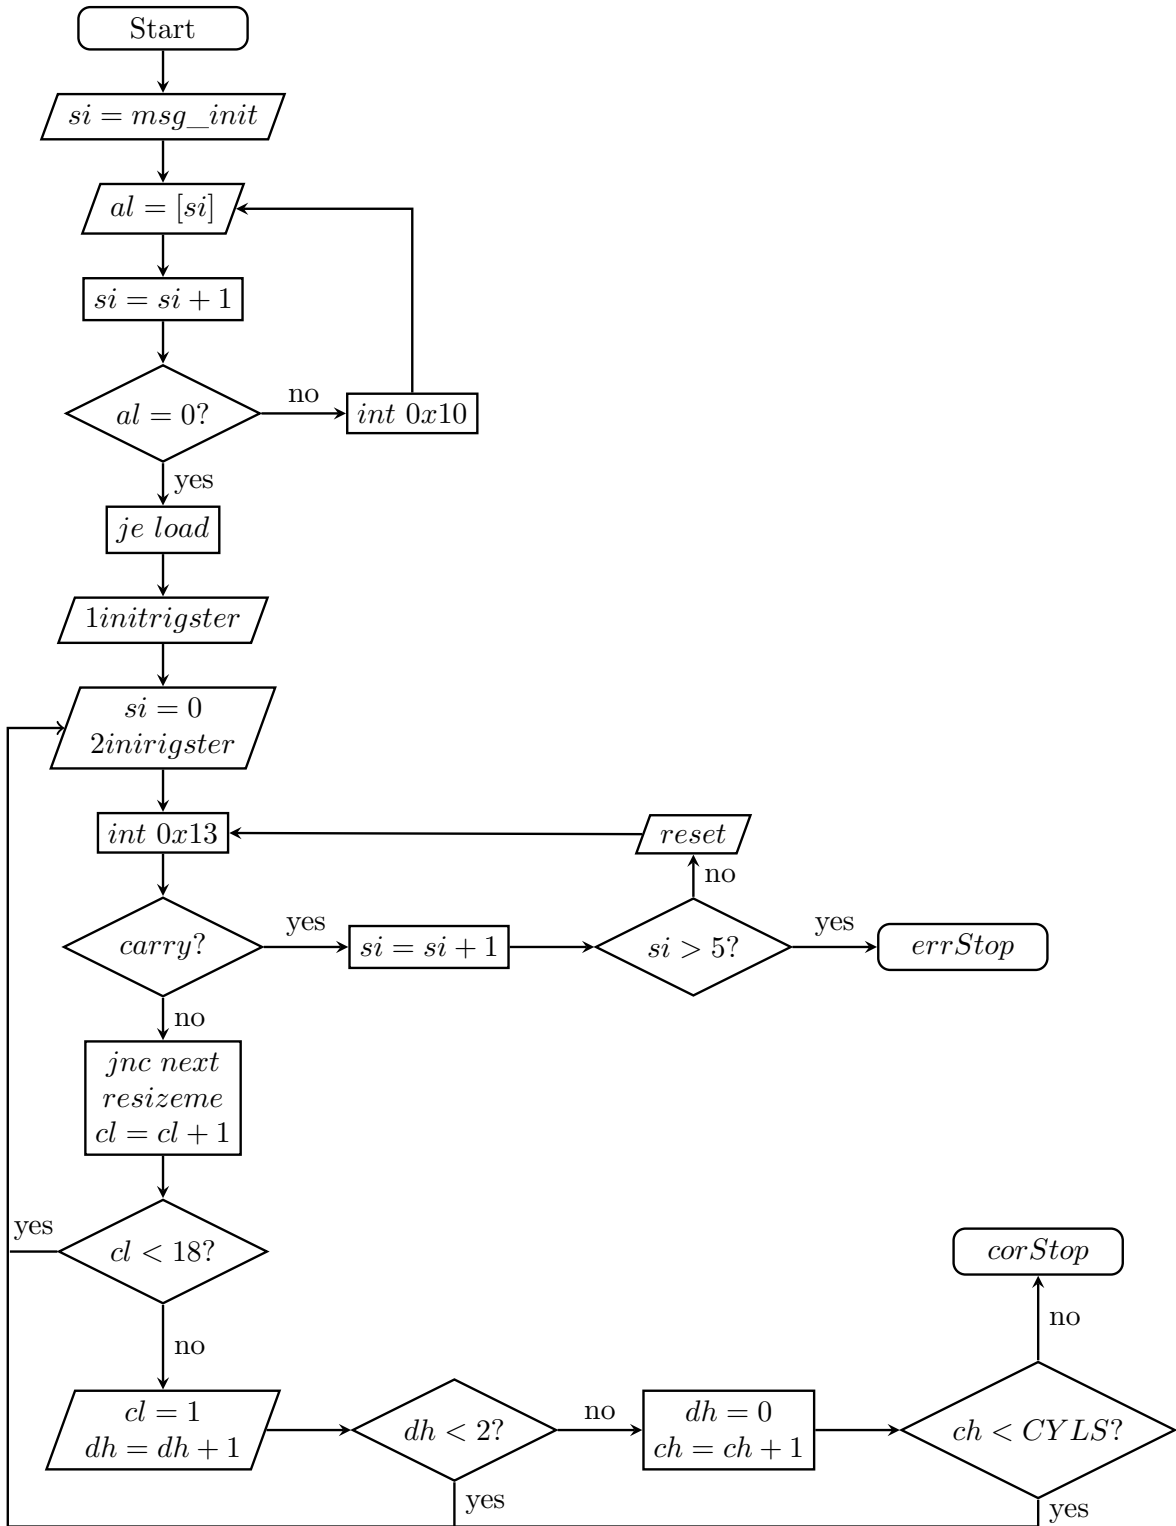 Start
si = msg_init
al = [si]
si = si + 1
al = 0?
no
int 0x10
yes
je load
1initrigster
si = 0
2inirigster
int 0x13
reset
no
carry?
yes
si = si + 1
si > 5?
yes
errStop
no
jnc next
resizeme
cl = cl + 1
yes
cl < 18?
corStop
no
no
cl = 1
dh = dh + 1
dh < 2?
no
dh = 0
ch = ch + 1
ch < CYLS?
yes
yes